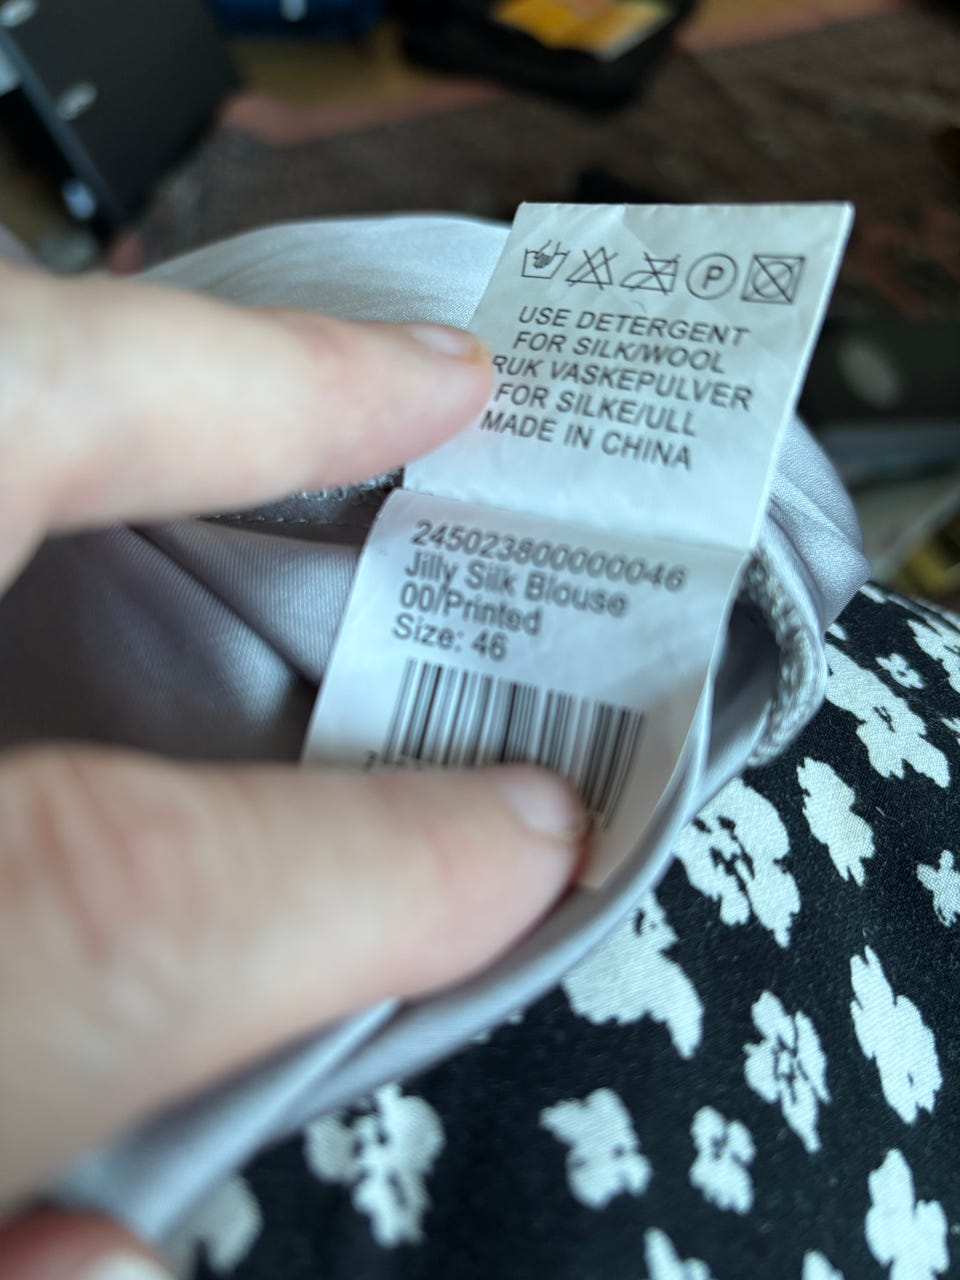 P
USE DETERGENT
FOR SILK/WOOL
RUK VASKEPULVER
FOR SILKE/ULL
MADE IN CHINA
24502380000000046
Jilly Silk Blouse
00/Printed
Size: 46